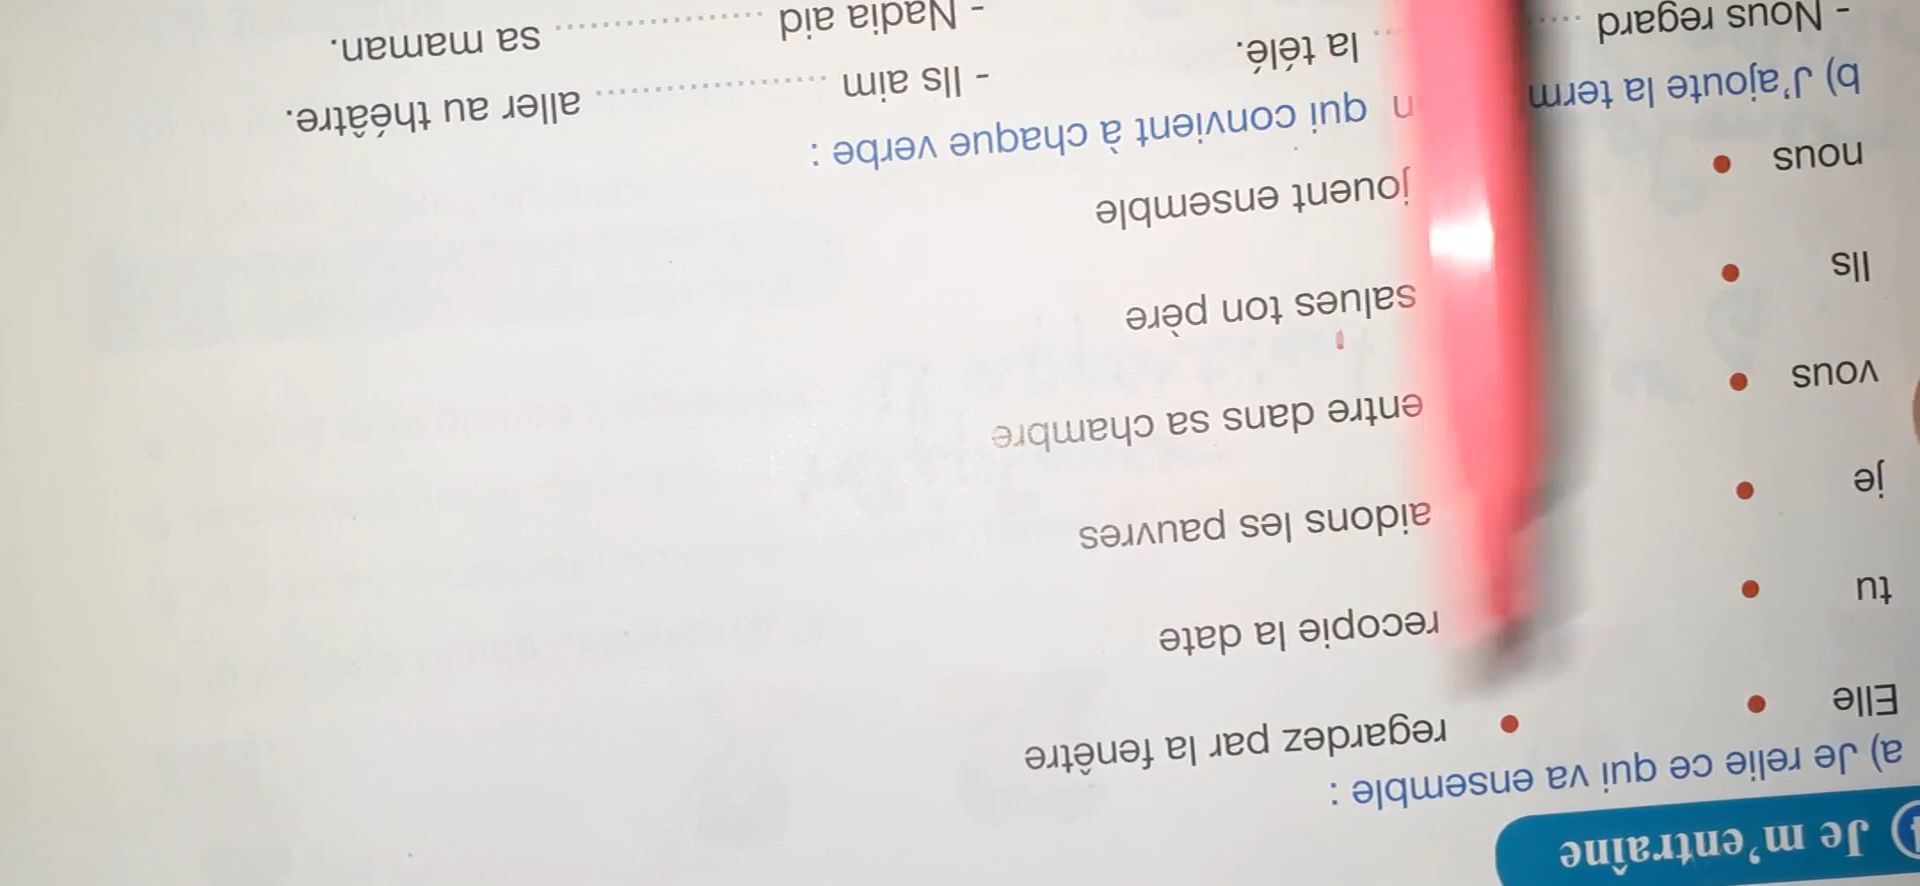 Je m'entraîne
a) Je relie ce qui va ensemble :
Elle • • regardez par la fenêtre
tu • recopie la date
je • aidons les pauvres
vous • entre dans sa chambre
Ils • salues ton père
nous • jouent ensemble
b) J'ajoute la term n qui convient à chaque verbe :
- Nous regard ........ la télé. - Ils aim .................... aller au théâtre.
- Nadia aid .................... sa maman.